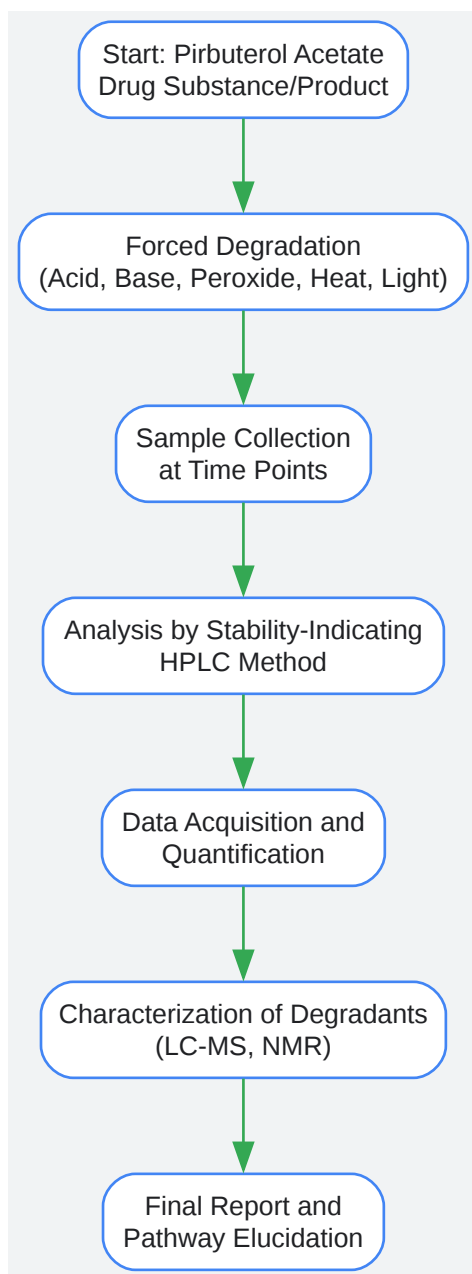 Start: Pirbuterol Acetate
Drug Substance/Product
Forced Degradation
(Acid, Base, Peroxide, Heat, Light)
Sample Collection
at Time Points
Analysis by Stability-Indicating
HPLC Method
Data Acquisition and
Quantification
Characterization of Degradants
(LC-MS, NMR)
Final Report and
Pathway Elucidation